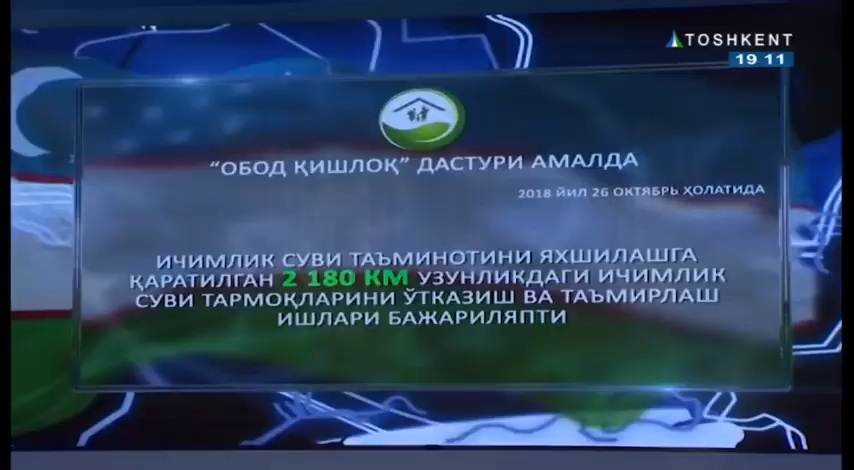 TOSHKENT
19 11
“ОБОД ҚИШЛОҚ” ДАСТУРИ АМАЛДА
2018 ЙИЛ 26 ОКТЯБРЬ ҲОЛАТИДА
ИЧИМЛИК СУВИ ТАЪМИНОТИНИ ЯХШИЛАШГА
ҚАРАТИЛГАН 2 180 КМ УЗУНЛИКДАГИ ИЧИМЛИК
СУВИ ТАРМОҚЛАРИНИ ЎТКАЗИШ ВА ТАЪМИРЛАШ
ИШЛАРИ БАЖАРИЛЯПТИ